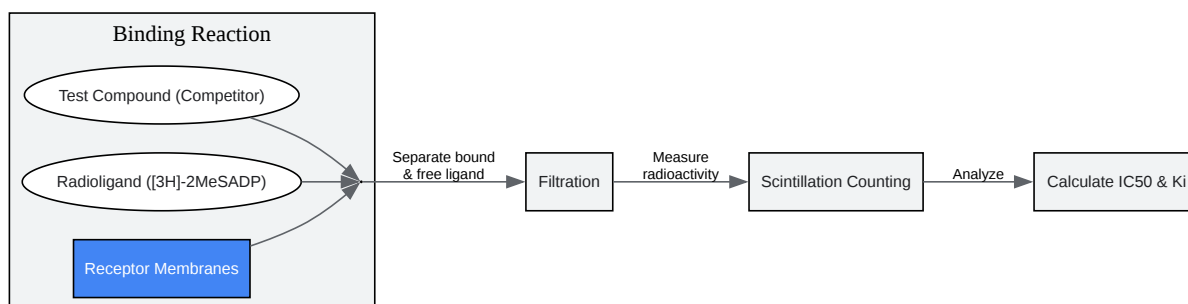 Binding Reaction
Test Compound (Competitor)
Radioligand ([3H]-2MeSADP)
Receptor Membranes
Separate bound
& free ligand
Filtration
Measure
radioactivity
Scintillation Counting
Analyze
Calculate IC50 & Ki